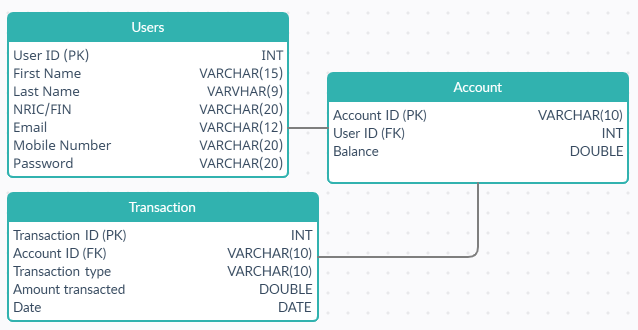 Users
User ID (PK) INT
First Name VARCHAR(15)
Last Name VARVHAR(9)
NRIC/FIN VARCHAR(20)
Email VARCHAR(12)
Mobile Number VARCHAR(20)
Password VARCHAR(20)
Account
Account ID (PK) VARCHAR(10)
User ID (FK) INT
Balance DOUBLE
Transaction
Transaction ID (PK) INT
Account ID (FK) VARCHAR(10)
Transaction type VARCHAR(10)
Amount transacted DOUBLE
Date DATE